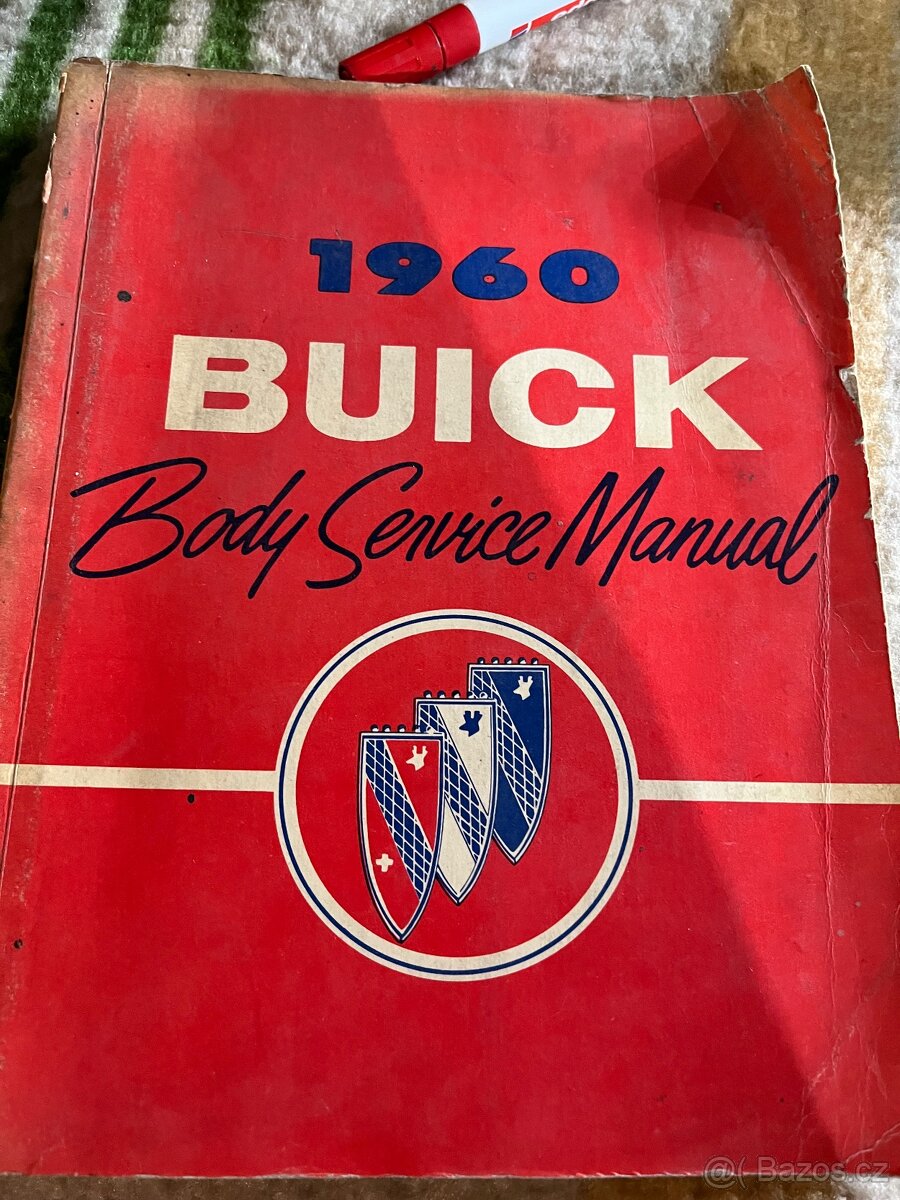 1960
BUICK
Body Service Manual
@( Bazos.cz